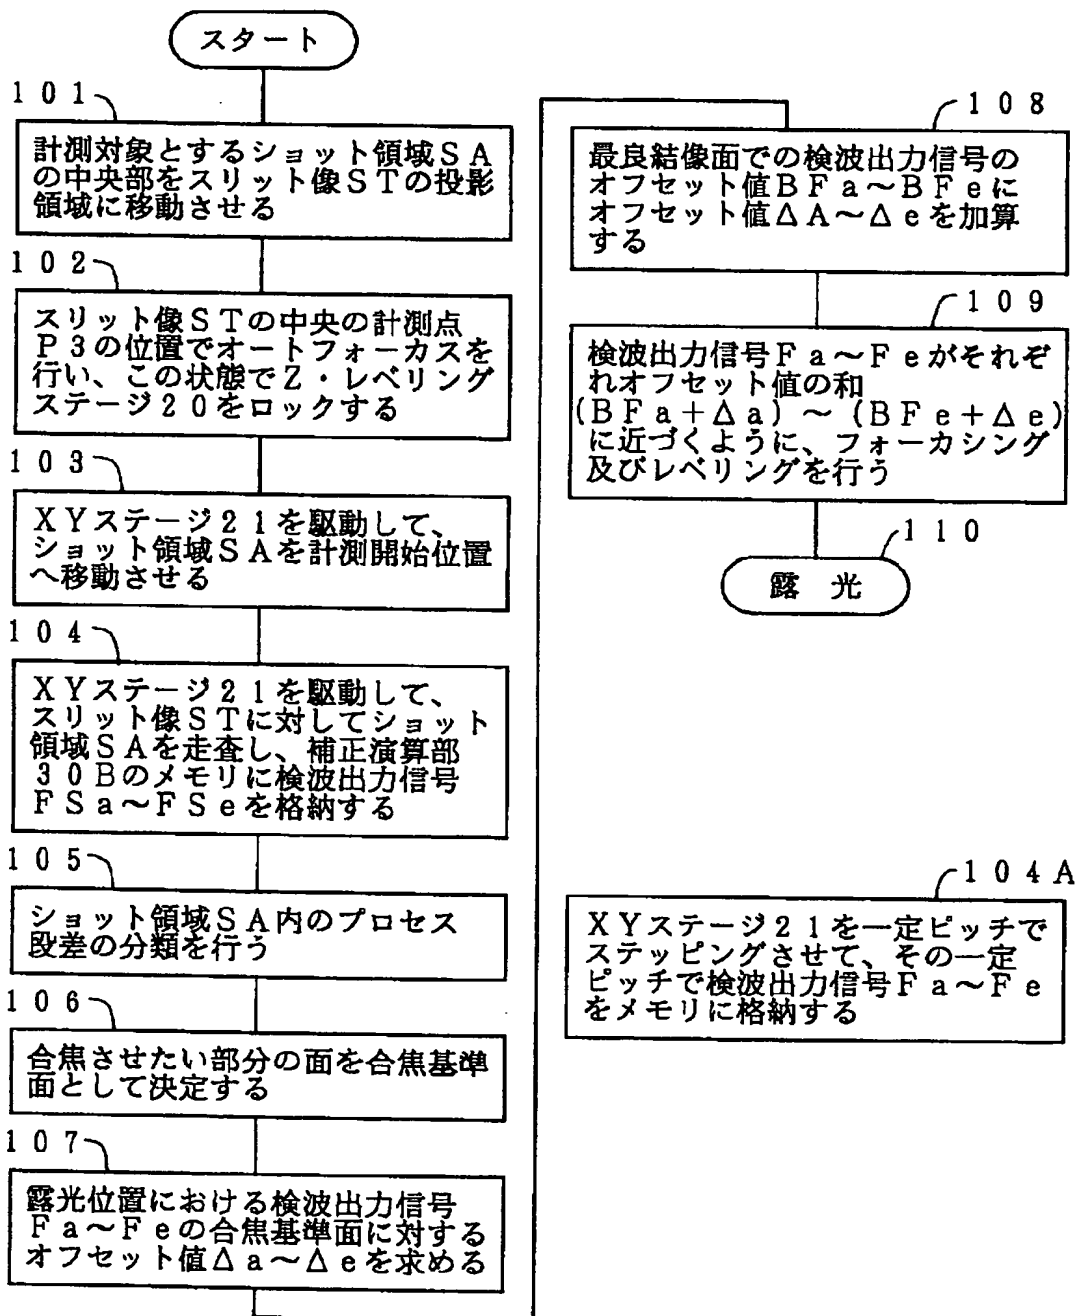 スタート
101
計測対象とするショット領域SA
の中央部をスリット像STの投影
領域に移動させる
102
スリット像STの中央の計測点
P3の位置でオートフォーカスを
行い、この状態でZ・レベリング
ステージ20をロックする
103
XYステージ21を駆動して、
ショット領域SAを計測開始位置
へ移動させる
104
XYステージ21を駆動して、
スリット像STに対してショット
領域SAを走査し、補正演算部
30Bのメモリに検波出力信号
FSa~FSeを格納する
105
ショット領域SA内のプロセス
段差の分類を行う
106
合焦させたい部分の面を合焦基準
面として決定する
107
露光位置における検波出力信号
Fa~Feの合焦基準面に対する
オフセット値Δa~Δeを求める
108
最良結像面での検波出力信号の
オフセット値BFa~BFeに
オフセット値ΔA~Δeを加算
する
109
検波出力信号Fa~Feがそれぞ
れオフセット値の和
(BFa+Δa)~(BFe+Δe)
に近づくように、フォーカシング
及びレベリングを行う
110
露 光
104A
XYステージ21を一定ピッチで
ステッピングさせて、その一定
ピッチで検波出力信号Fa~Fe
をメモリに格納する